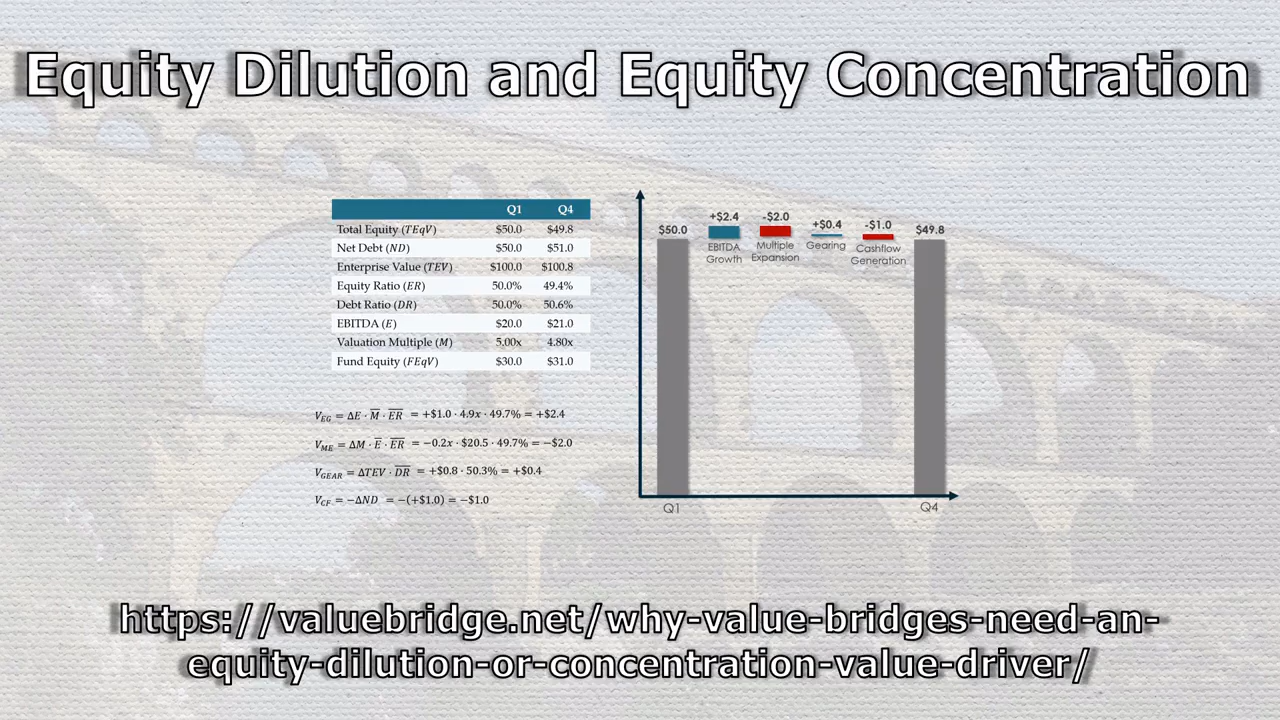 Equity Dilution and Equity Concentration
Q1 Q4
Total Equity (TEqV) $50.0 $49.8
Net Debt (ND) $50.0 $51.0
Enterprise Value (TEV) $100.0 $100.8
Equity Ratio (ER) 50.0% 49.4%
Debt Ratio (DR) 50.0% 50.6%
EBITDA (E) $20.0 $21.0
Valuation Multiple (M) 5.00x 4.80x
Fund Equity (FEqV) $30.0 $31.0
V_EG = ΔE · M̅ · E̅R̅ = +$1.0 · 4.9x · 49.7% = +$2.4
V_ME = ΔM · E̅ · E̅R̅ = −0.2x · $20.5 · 49.7% = −$2.0
V_GEAR = ΔTEV · D̅R̅ = +$0.8 · 50.3% = +$0.4
V_CF = −ΔND = −(+$1.0) = −$1.0
$50.0
+$2.4
EBITDA
Growth
-$2.0
Multiple
Expansion
+$0.4
Gearing
-$1.0
Cashflow
Generation
$49.8
Q1 Q4
https://valuebridge.net/why-value-bridges-need-an-
equity-dilution-or-concentration-value-driver/